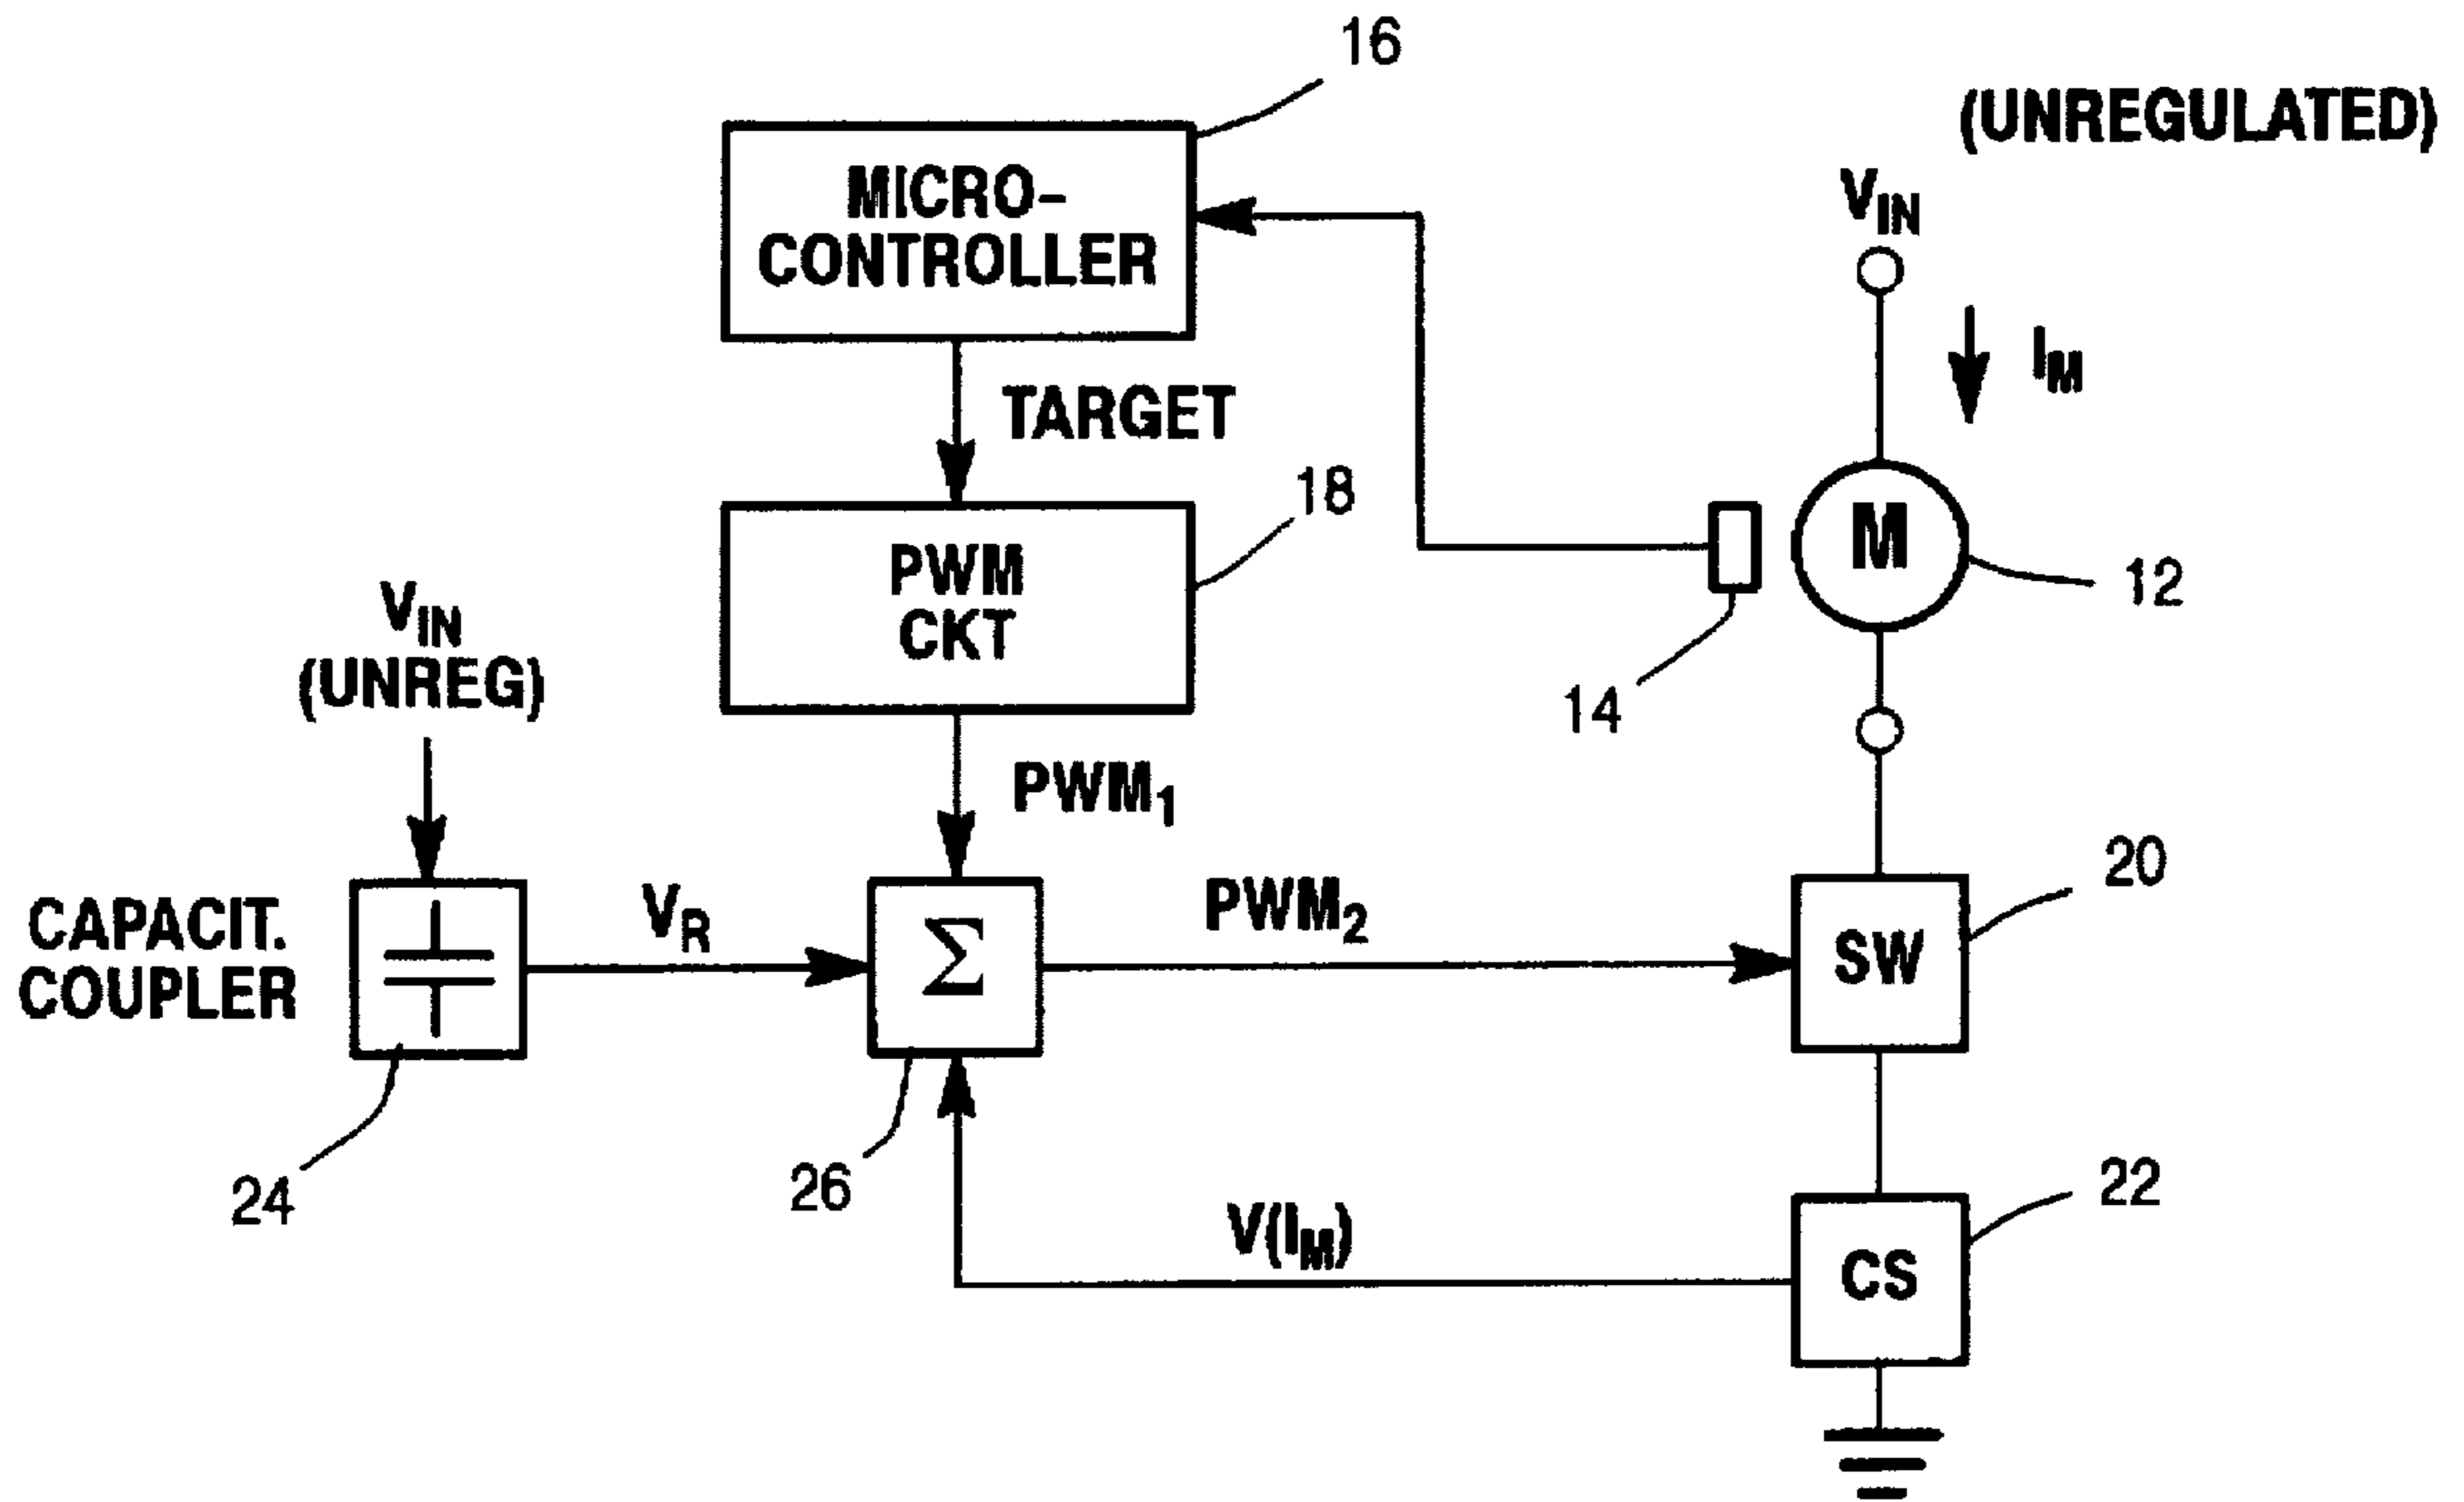 16
(UNREGULATED)
MICRO-
CONTROLLER
VIN
IM
TARGET
18
PWM
CKT
M
12
14
VIN
(UNREG)
PWM1
20
CAPACIT.
COUPLER
VR
Σ
PWM2
SW
24
26
V(IM)
22
CS